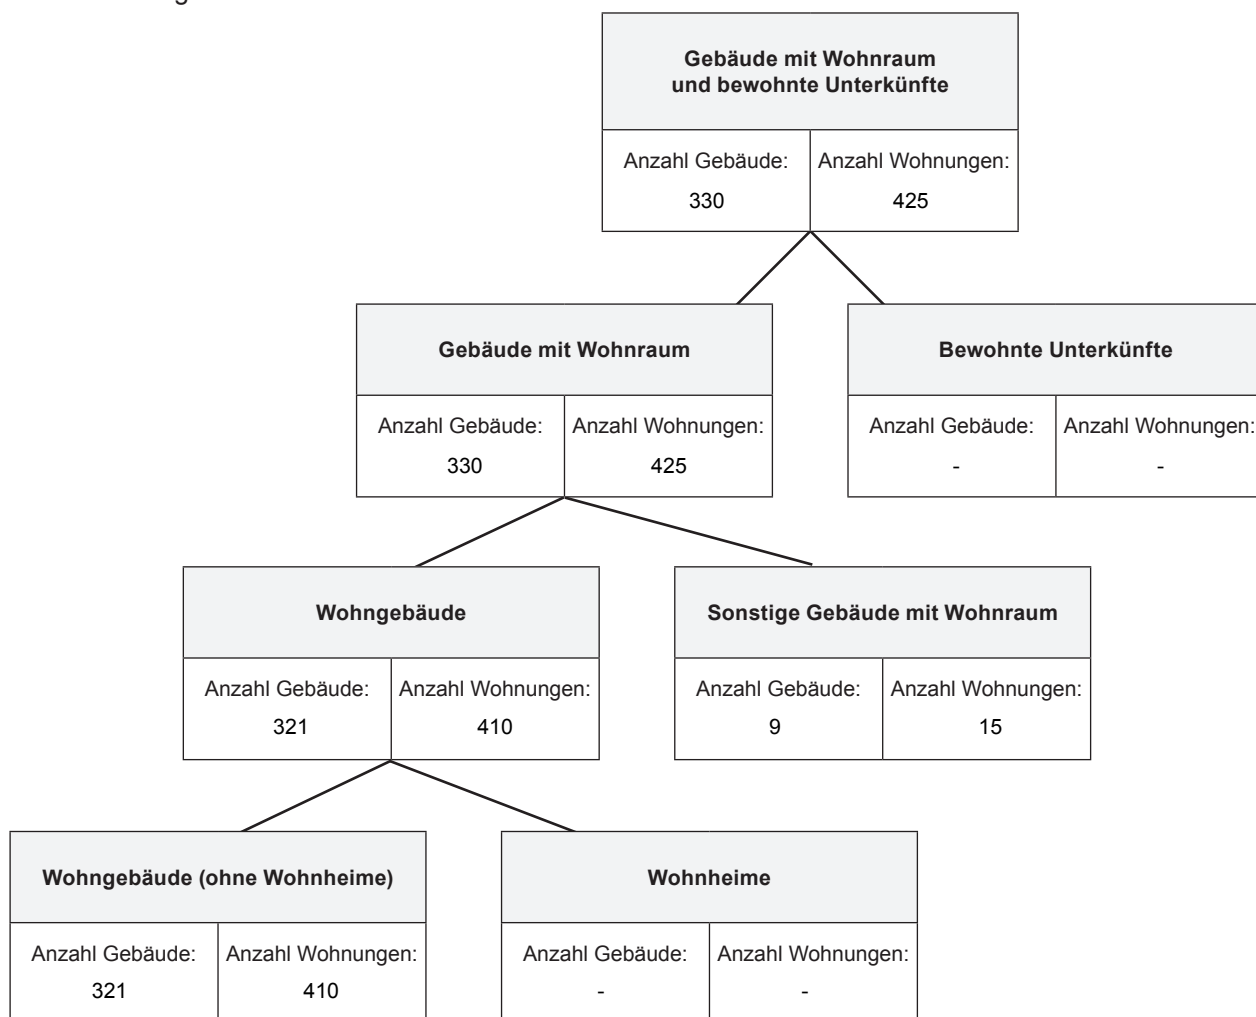 Gebäude mit Wohnraum
und bewohnte Unterkünfte
Anzahl Gebäude:
Anzahl Wohnungen:
330
425
Gebäude mit Wohnraum
Bewohnte Unterkünfte
Anzahl Gebäude:
Anzahl Wohnungen:
Anzahl Gebäude:
Anzahl Wohnungen:
330
425
-
-
Wohngebäude
Sonstige Gebäude mit Wohnraum
Anzahl Gebäude:
Anzahl Wohnungen:
Anzahl Gebäude:
Anzahl Wohnungen:
321
410
9
15
Wohngebäude (ohne Wohnheime)
Wohnheime
Anzahl Gebäude:
Anzahl Wohnungen:
Anzahl Gebäude:
Anzahl Wohnungen:
321
410
-
-